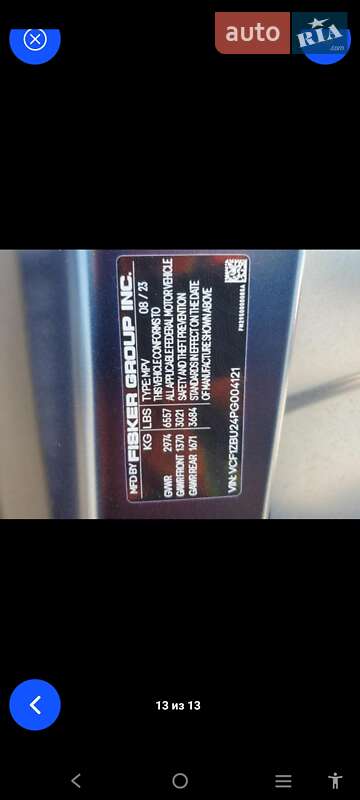 auto RIA.com
MFD BY FISKER GROUP INC.
KG LBS TYPE: MPV 08 / 23
GVWR 2974 6557
GAWR FRONT 1370 3021
GAWR REAR 1671 3684
THIS VEHICLE CONFORMS TO
ALL APPLICABLE FEDERAL MOTOR VEHICLE
SAFETY AND THEFT PREVENTION
STANDARDS IN EFFECT ON THE DATE
OF MANUFACTURE SHOWN ABOVE
VIN: VCF1ZBU24PG004121
13 из 13